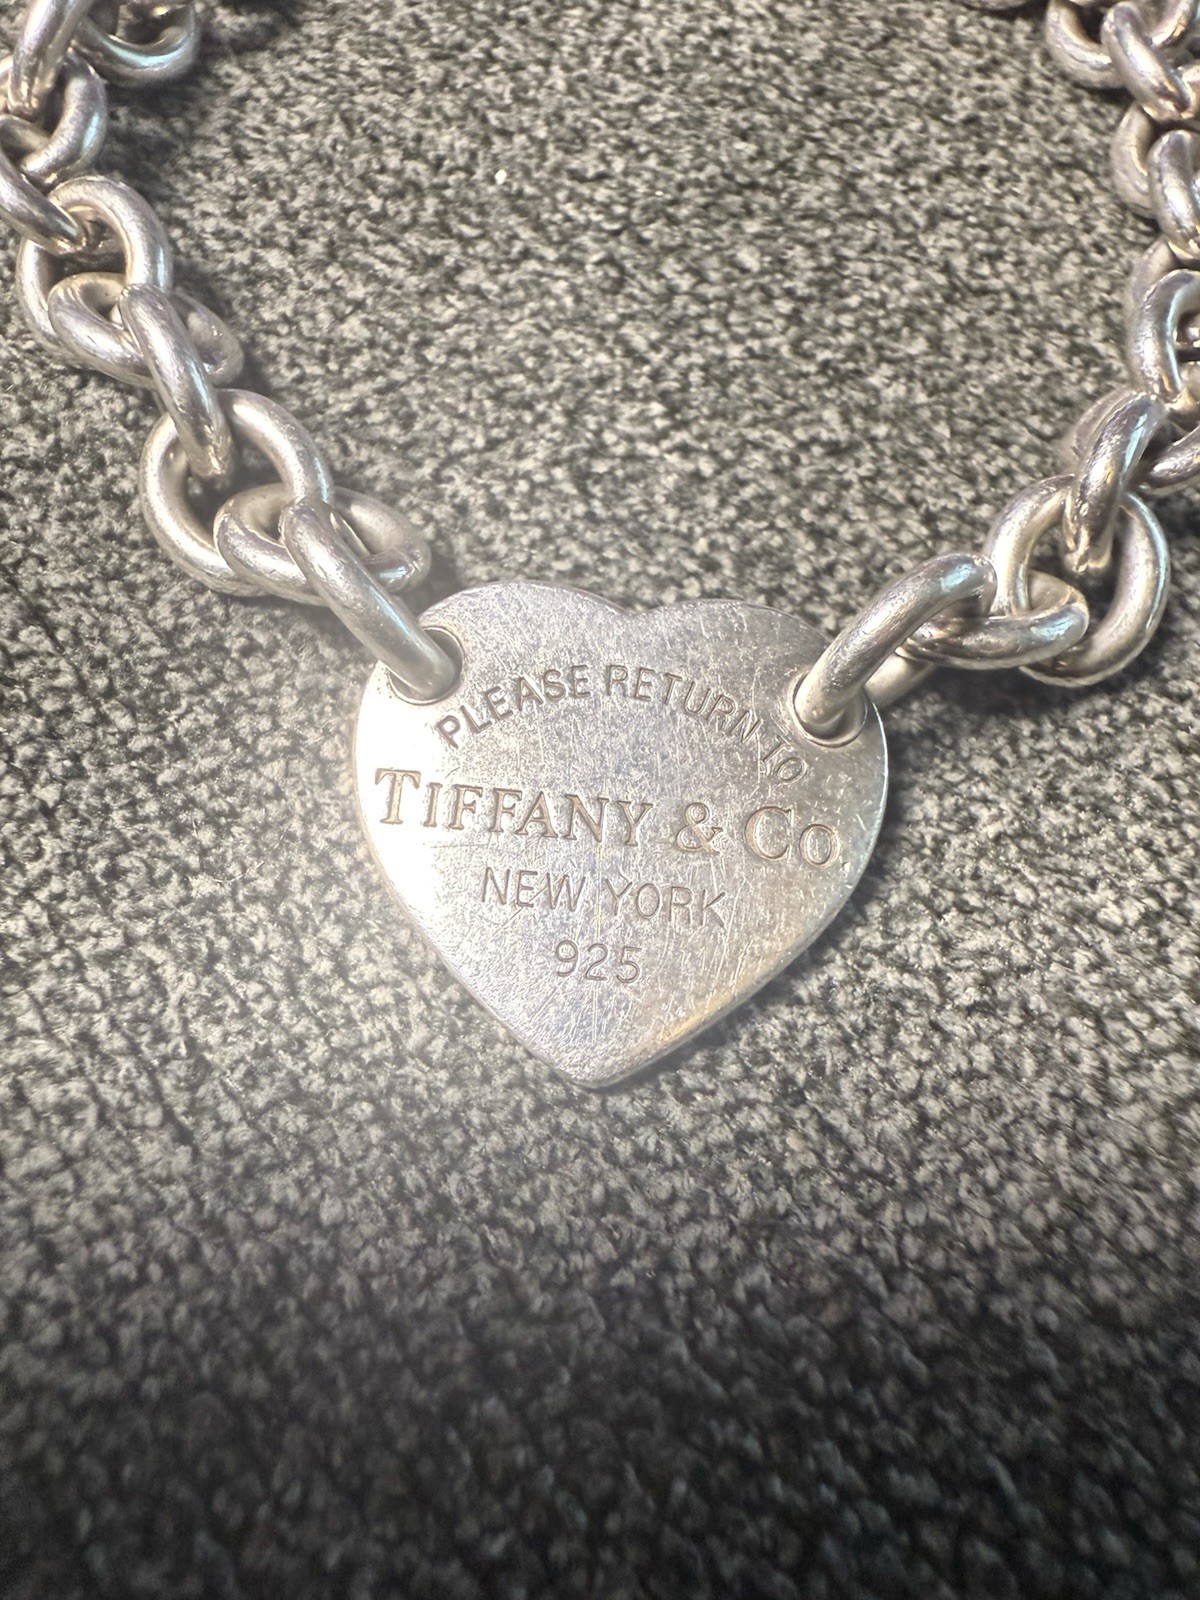 PLEASE RETURN TO
TIFFANY & CO.
NEW YORK
925